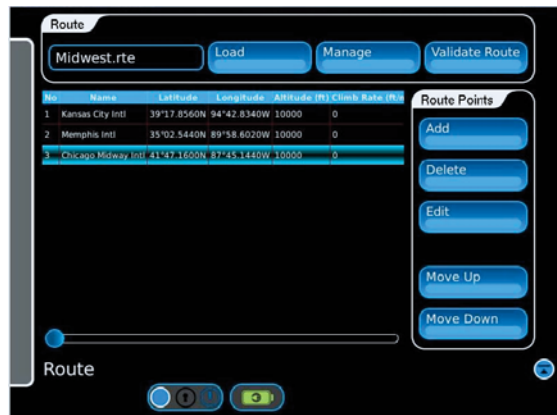 Route
Midwest.rte Load Manage Validate Route
No Name Latitude Longitude Altitude (ft) Climb Rate (ft/
1 Kansas City Intl 39°17.8560N 94°42.8340W 10000 0
2 Memphis Intl 35°02.5440N 89°58.6020W 10000 0
3 Chicago Midway Intl 41°47.1600N 87°45.1440W 10000 0
Route Points
Add
Delete
Edit
Move Up
Move Down
Route